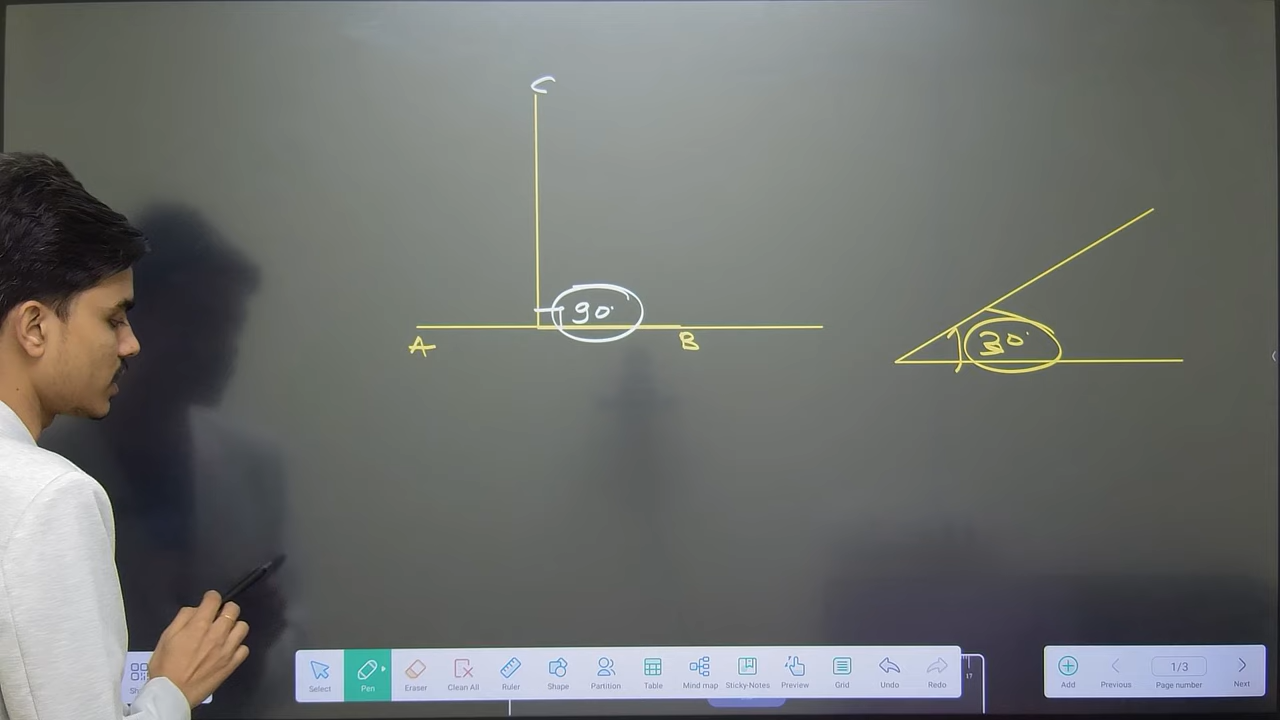 C
90°
A
B
30°
Select
Pen
Eraser
Clean All
Ruler
Shape
Partition
Table
Mind map
Sticky-Notes
Preview
Grid
Undo
Redo
17
Add
Previous
1/3
Page number
Next